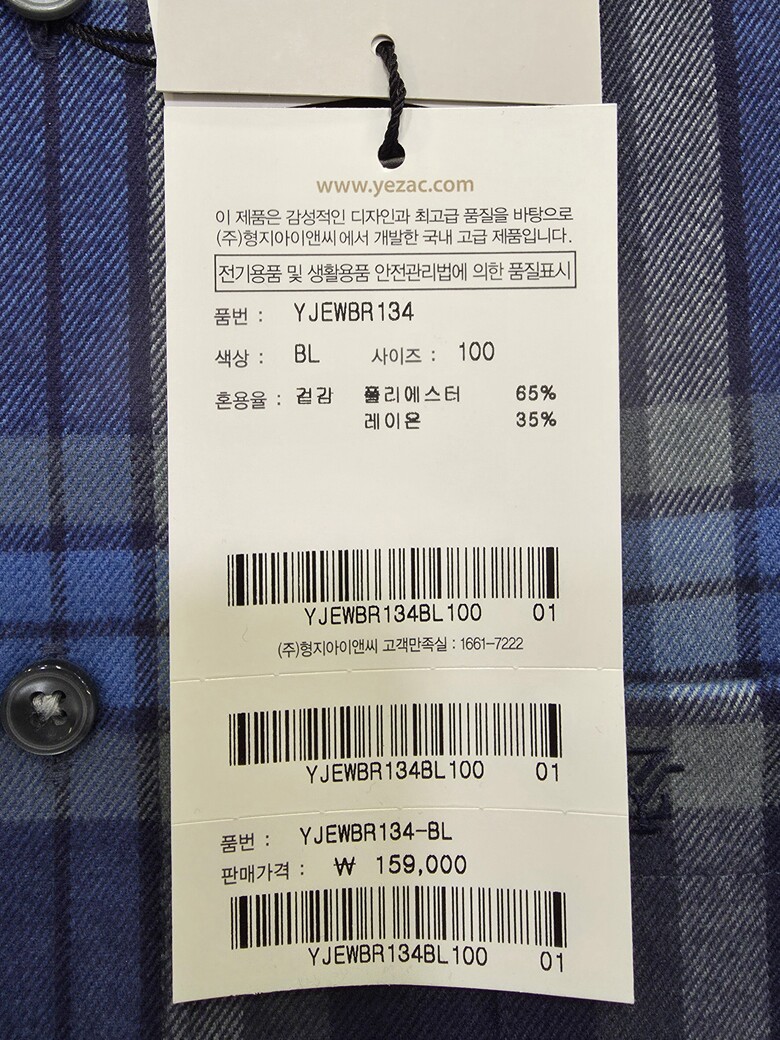 www.yezac.com
이 제품은 감성적인 디자인과 최고급 품질을 바탕으로
(주)형지아이앤씨에서 개발한 국내 고급 제품입니다.
전기용품 및 생활용품 안전관리법에 의한 품질표시
품번 : YJEWBR134
색상 : BL 사이즈 : 100
혼용율 : 겉감 폴리에스터 65%
레이온 35%
YJEWBR134BL100 01
(주)형지아이앤씨 고객만족실 : 1661-7222
YJEWBR134BL100 01
품번 : YJEWBR134-BL
판매가격 : ₩ 159,000
YJEWBR134BL100 01